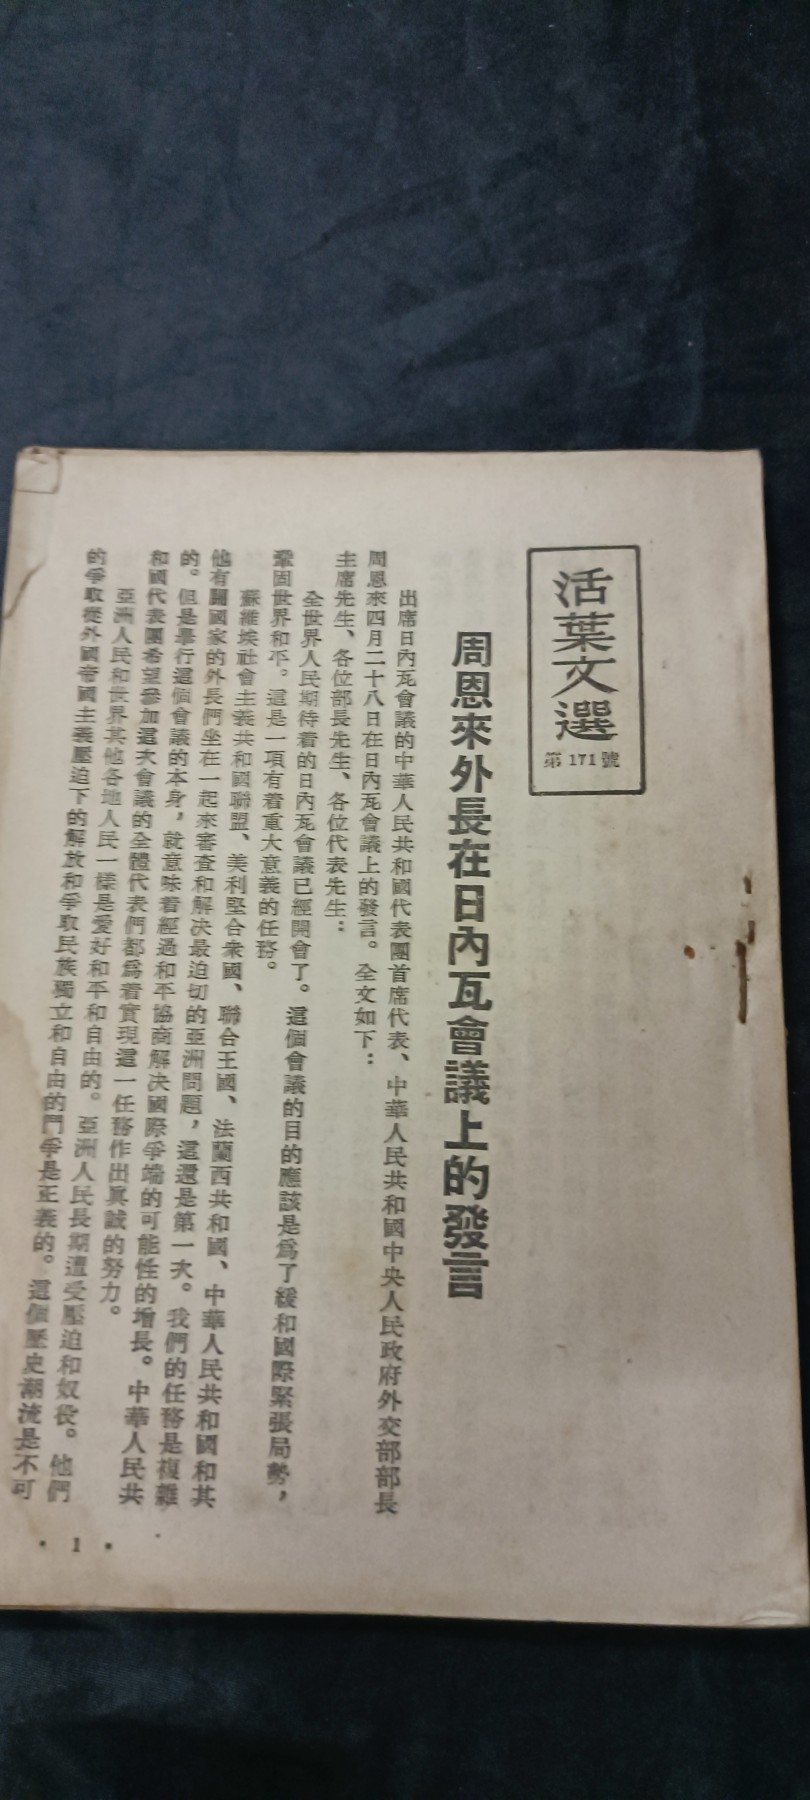 活葉文選
第171號
周恩來外長在日內瓦會議上的發言
出席日內瓦會議的中華人民共和國代表團首席代表、中華人民共和國中央人民政府外交部部長
周恩來四月二十八日在日內瓦會議上的發言。全文如下：
主席先生、各位部長先生、各位代表先生：
全世界人民期待着的日內瓦會議已經開會了。這個會議的目的應該是爲了緩和國際緊張局勢，
鞏固世界和平。這是一項有着重大意義的任務。
蘇維埃社會主義共和國聯盟、美利堅合衆國、聯合王國、法蘭西共和國、中華人民共和國和其
他有關國家的外長們坐在一起來審查和解決最迫切的亞洲問題，這還是第一次。我們的任務是複雜
的。但是舉行這個會議的本身，就意味着經過和平協商解決國際爭端的可能性的增長。中華人民共
和國代表團希望參加這次會議的全體代表們都爲着實現這一任務作出眞誠的努力。
亞洲人民和世界其他各地人民一樣是愛好和平和自由的。亞洲人民長期遭受壓迫和奴役。他們
的爭取從外國帝國主義壓迫下的解放和爭取民族獨立和自由的鬥爭是正義的。這個歷史潮流是不可
• 1 •